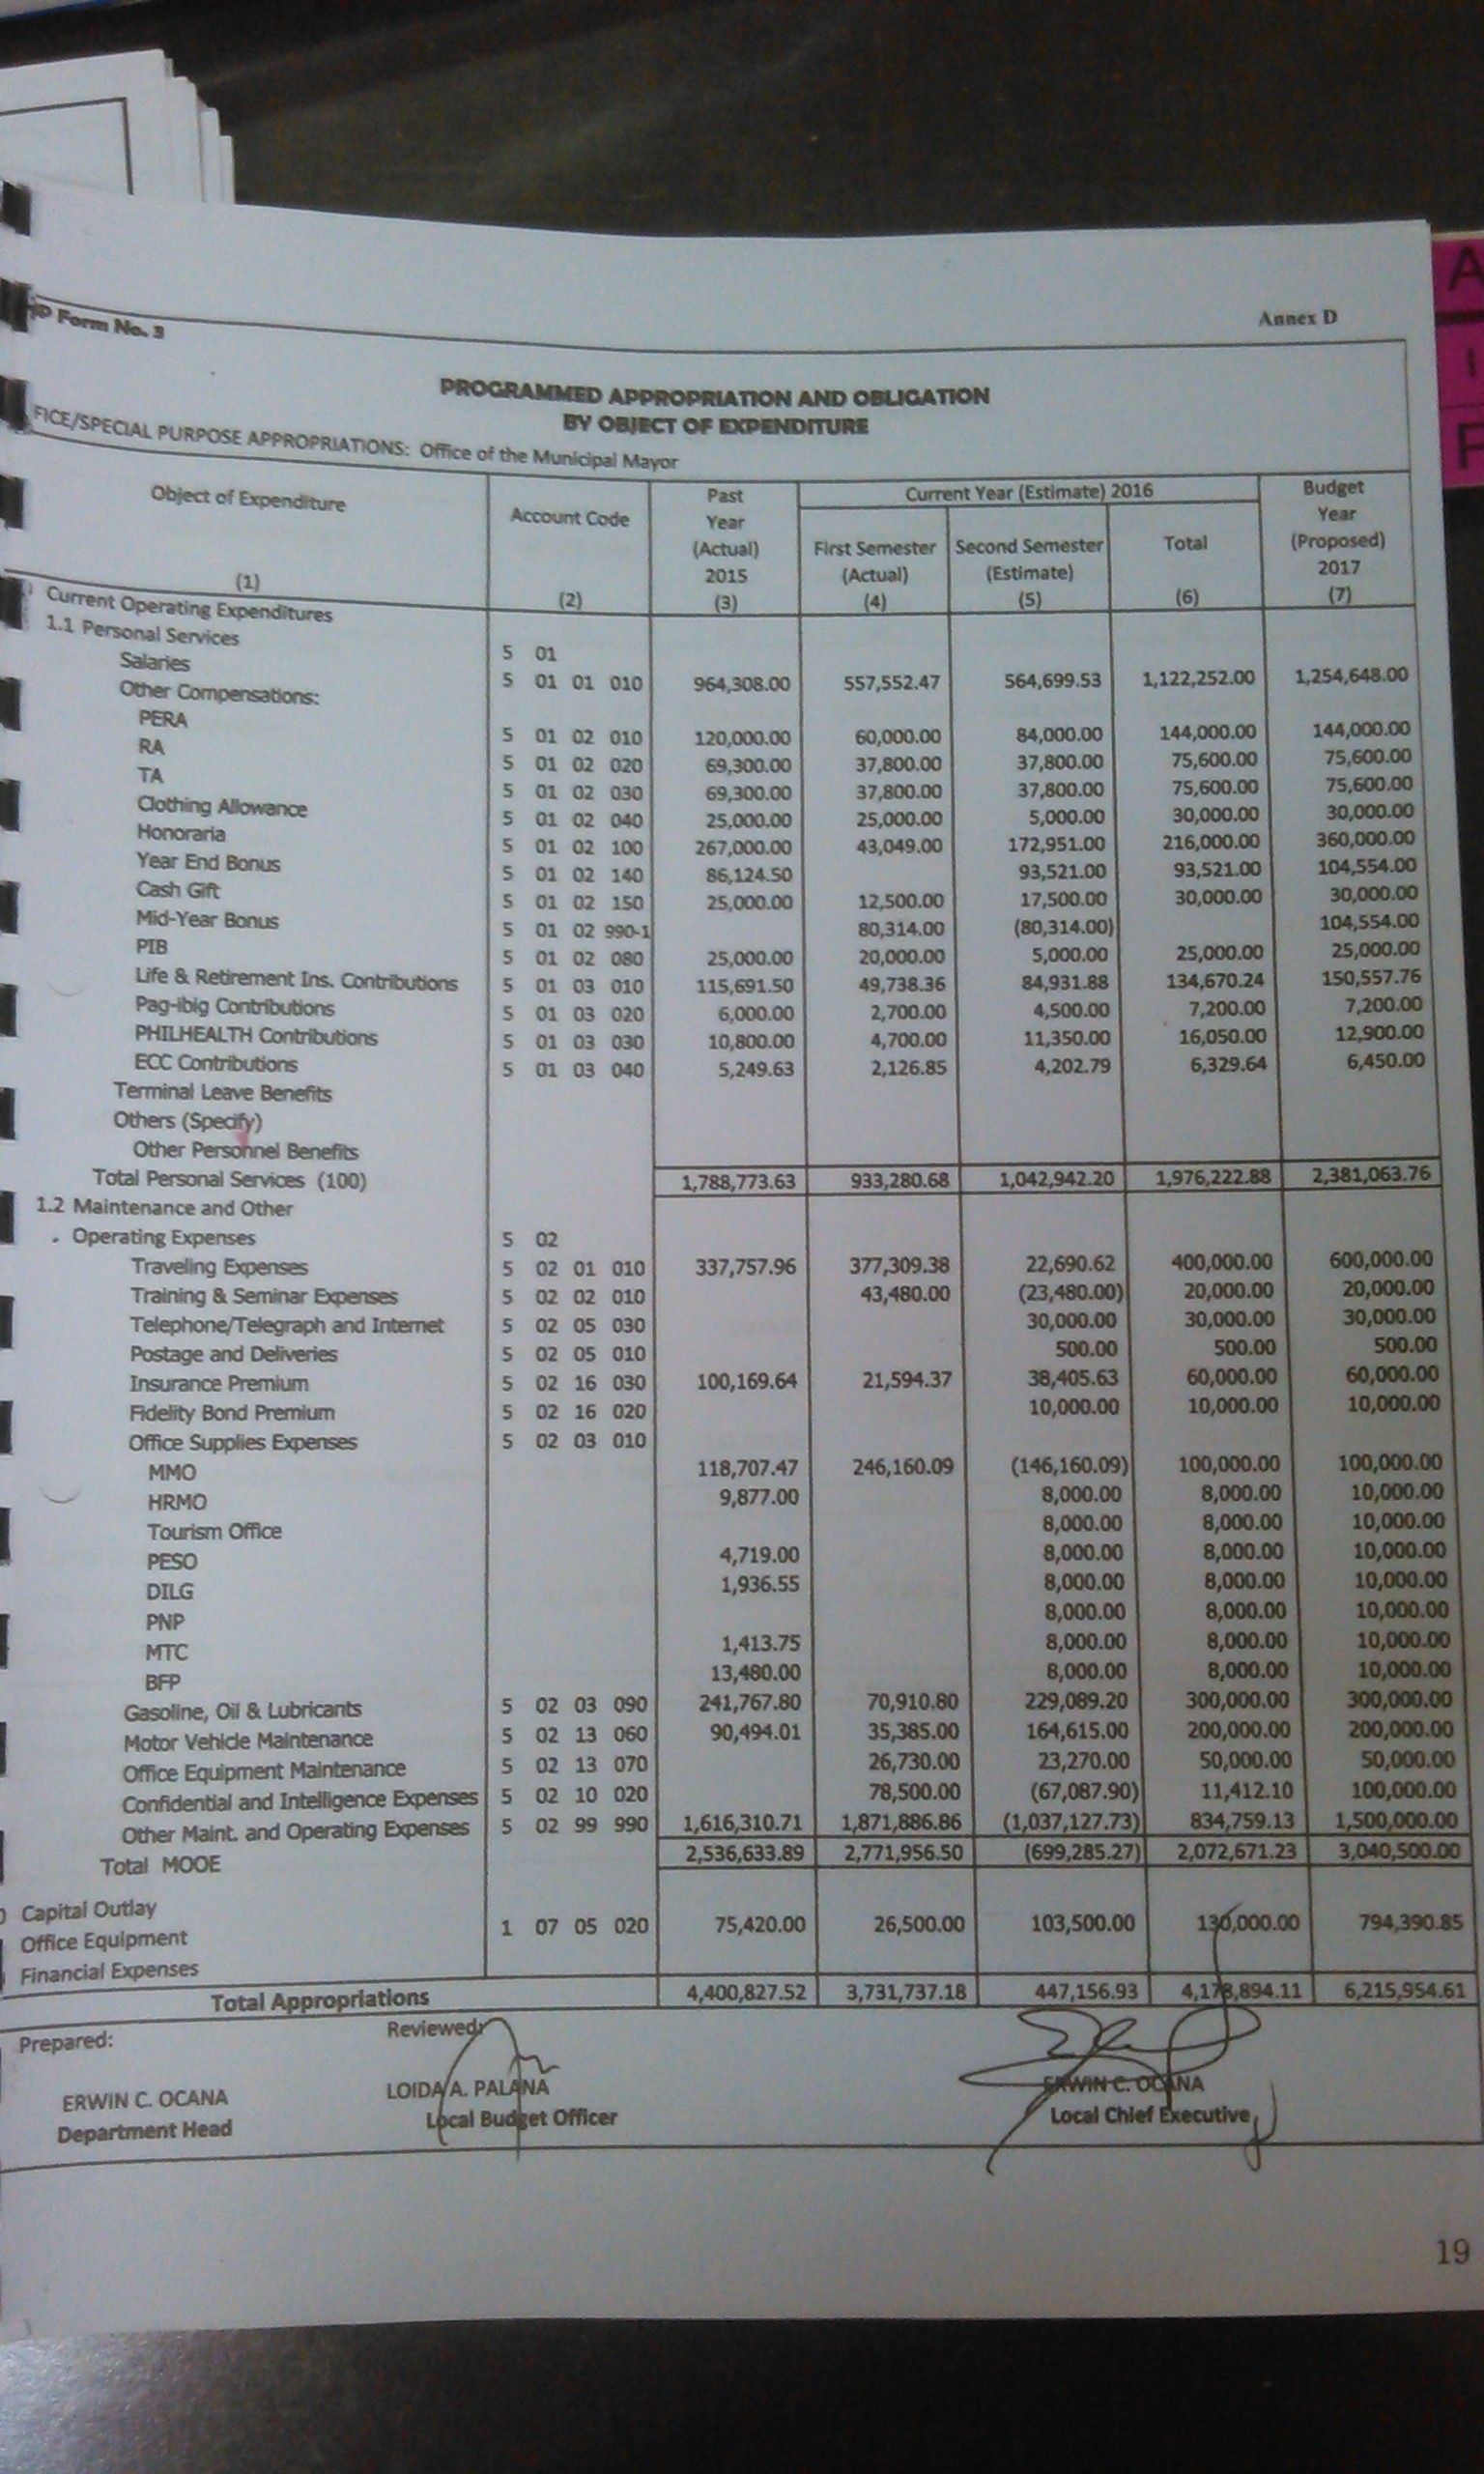 Form No. 3
Annex D
PROGRAMMED APPROPRIATION AND OBLIGATION
BY OBJECT OF EXPENDITURE
FICE/SPECIAL PURPOSE APPROPRIATIONS: Office of the Municipal Mayor
Object of Expenditure (1) Account Code (2) Past Year (Actual) 2015 (3) Current Year (Estimate) 2016 First Semester (Actual) (4) Second Semester (Estimate) (5) Total (6) Budget Year (Proposed) 2017 (7)
Current Operating Expenditures
1.1 Personal Services 5 01
Salaries 5 01 01 010 964,308.00 557,552.47 564,699.53 1,122,252.00 1,254,648.00
Other Compensations:
PERA 5 01 02 010 120,000.00 60,000.00 84,000.00 144,000.00 144,000.00
RA 5 01 02 020 69,300.00 37,800.00 37,800.00 75,600.00 75,600.00
TA 5 01 02 030 69,300.00 37,800.00 37,800.00 75,600.00 75,600.00
Clothing Allowance 5 01 02 040 25,000.00 25,000.00 5,000.00 30,000.00 30,000.00
Honoraria 5 01 02 100 267,000.00 43,049.00 172,951.00 216,000.00 360,000.00
Year End Bonus 5 01 02 140 86,124.50 93,521.00 93,521.00 104,554.00
Cash Gift 5 01 02 150 25,000.00 12,500.00 17,500.00 30,000.00 30,000.00
Mid-Year Bonus 5 01 02 990-1 80,314.00 (80,314.00) 104,554.00
PIB 5 01 02 080 25,000.00 20,000.00 5,000.00 25,000.00 25,000.00
Life & Retirement Ins. Contributions 5 01 03 010 115,691.50 49,738.36 84,931.88 134,670.24 150,557.76
Pag-ibig Contributions 5 01 03 020 6,000.00 2,700.00 4,500.00 7,200.00 7,200.00
PHILHEALTH Contributions 5 01 03 030 10,800.00 4,700.00 11,350.00 16,050.00 12,900.00
ECC Contributions 5 01 03 040 5,249.63 2,126.85 4,202.79 6,329.64 6,450.00
Terminal Leave Benefits
Others (Specify)
Other Personnel Benefits
Total Personal Services (100) 1,788,773.63 933,280.68 1,042,942.20 1,976,222.88 2,381,063.76
1.2 Maintenance and Other
. Operating Expenses 5 02
Traveling Expenses 5 02 01 010 337,757.96 377,309.38 22,690.62 400,000.00 600,000.00
Training & Seminar Expenses 5 02 02 010 43,480.00 (23,480.00) 20,000.00 20,000.00
Telephone/Telegraph and Internet 5 02 05 030 30,000.00 30,000.00 30,000.00
Postage and Deliveries 5 02 05 010 500.00 500.00 500.00
Insurance Premium 5 02 16 030 100,169.64 21,594.37 38,405.63 60,000.00 60,000.00
Fidelity Bond Premium 5 02 16 020 10,000.00 10,000.00 10,000.00
Office Supplies Expenses 5 02 03 010
MMO 118,707.47 246,160.09 (146,160.09) 100,000.00 100,000.00
HRMO 9,877.00 8,000.00 8,000.00 10,000.00
Tourism Office 8,000.00 8,000.00 10,000.00
PESO 4,719.00 8,000.00 8,000.00 10,000.00
DILG 1,936.55 8,000.00 8,000.00 10,000.00
PNP 8,000.00 8,000.00 10,000.00
MTC 1,413.75 8,000.00 8,000.00 10,000.00
BFP 13,480.00 8,000.00 8,000.00 10,000.00
Gasoline, Oil & Lubricants 5 02 03 090 241,767.80 70,910.80 229,089.20 300,000.00 300,000.00
Motor Vehicle Maintenance 5 02 13 060 90,494.01 35,385.00 164,615.00 200,000.00 200,000.00
Office Equipment Maintenance 5 02 13 070 26,730.00 23,270.00 50,000.00 50,000.00
Confidential and Intelligence Expenses 5 02 10 020 78,500.00 (67,087.90) 11,412.10 100,000.00
Other Maint. and Operating Expenses 5 02 99 990 1,616,310.71 1,871,886.86 (1,037,127.73) 834,759.13 1,500,000.00
Total MOOE 2,536,633.89 2,771,956.50 (699,285.27) 2,072,671.23 3,040,500.00
Capital Outlay
Office Equipment 1 07 05 020 75,420.00 26,500.00 103,500.00 130,000.00 794,390.85
Financial Expenses
Total Appropriations 4,400,827.52 3,731,737.18 447,156.93 4,178,894.11 6,215,954.61
Prepared: Reviewed:
ERWIN C. OCANA LOIDA A. PALANA ERWIN C. OCANA
Department Head Local Budget Officer Local Chief Executive
19
A
I